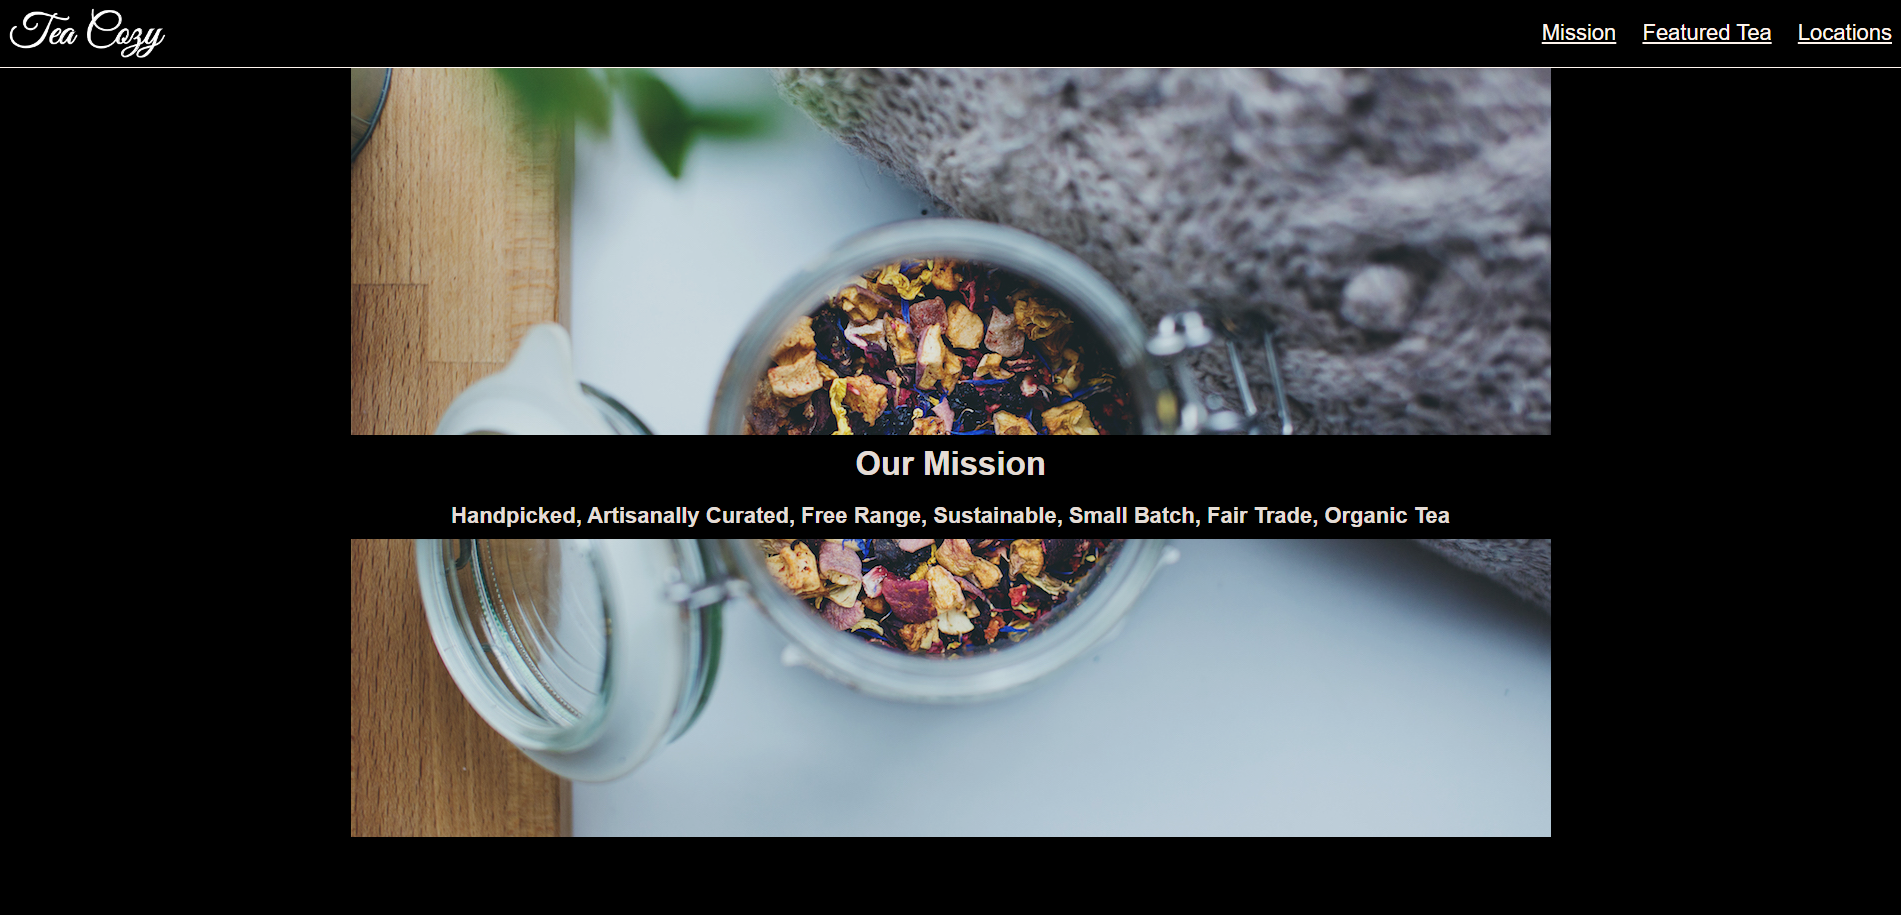 Tea Cozy
Mission Featured Tea Locations
Our Mission
Handpicked, Artisanally Curated, Free Range, Sustainable, Small Batch, Fair Trade, Organic Tea